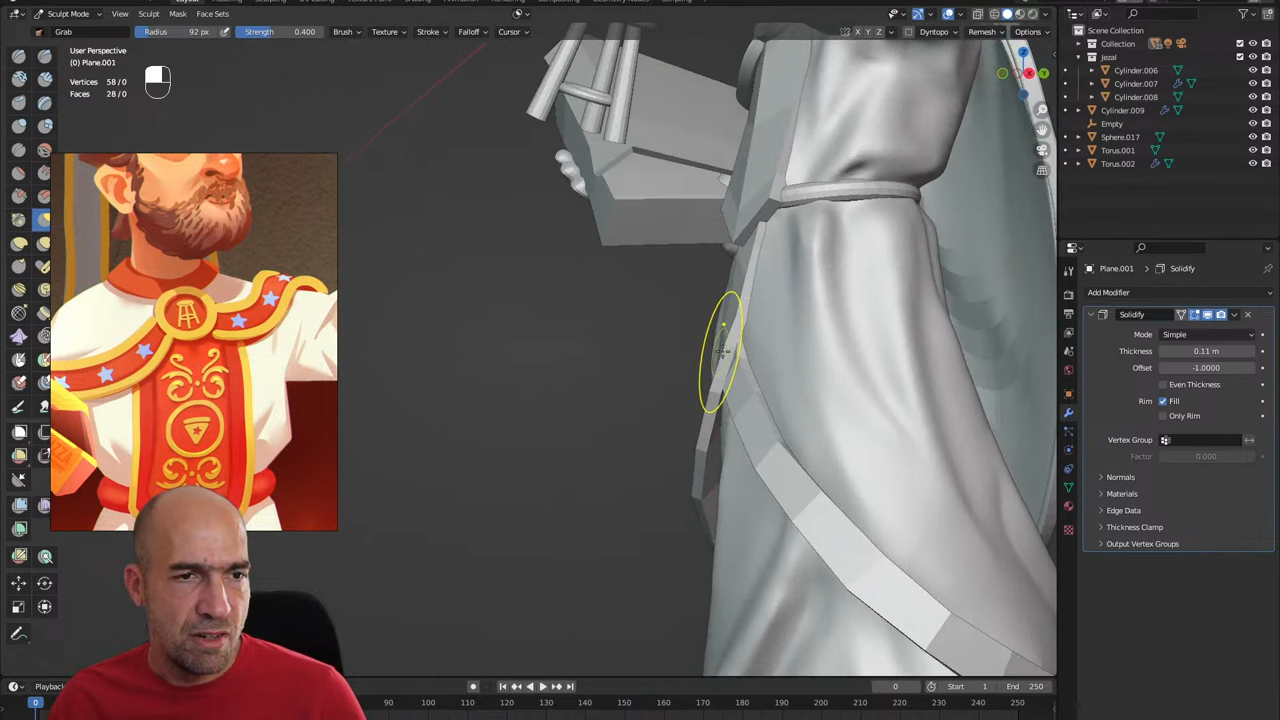 Layout
Sculpt Mode View Sculpt Mask Face Sets
Grab Radius 92 px Strength 0.400 Brush Texture Stroke Falloff Cursor X Y Z Dyntopo Remesh Options
User Perspective
(0) Plane.001
Vertices 58 / 0
Faces 28 / 0
Z
X
Y
Scene Collection
Collection
Jezal
Cylinder.006
Cylinder.007
Cylinder.008
Cylinder.009
Empty
Sphere.017
Torus.001
Torus.002
Plane.001 Solidify
Add Modifier
Solidify
Mode Simple
Thickness 0.11 m
Offset -1.0000
Even Thickness
Rim Fill
Only Rim
Vertex Group
Factor 0.000
Normals
Materials
Edge Data
Thickness Clamp
Output Vertex Groups
Playback
0 Start 1 End 250
0 90 100 110 120 130 140 150 160 170 180 190 200 210 220 230 240 250